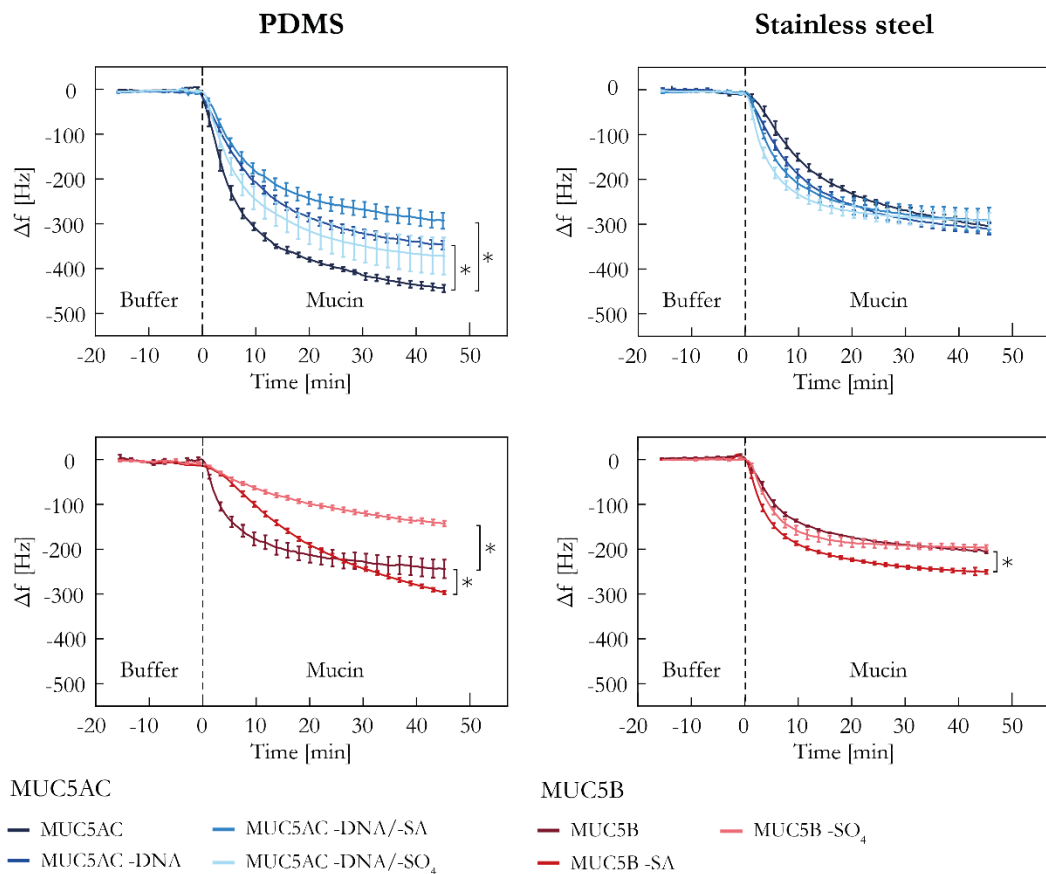 PDMS
Stainless steel
0
-100
-200
-300
-400
-500
Δf [Hz]
Buffer
Mucin
*
*
-20
-10
0
10
20
30
40
50
Time [min]
0
-100
-200
-300
-400
-500
Δf [Hz]
Buffer
Mucin
-20
-10
0
10
20
30
40
50
Time [min]
0
-100
-200
-300
-400
-500
Δf [Hz]
Buffer
Mucin
*
*
-20
-10
0
10
20
30
40
50
Time [min]
0
-100
-200
-300
-400
-500
Δf [Hz]
Buffer
Mucin
*
-20
-10
0
10
20
30
40
50
Time [min]
MUC5AC
MUC5AC
MUC5AC -DNA
MUC5AC -DNA/-SA
MUC5AC -DNA/-SO₄
MUC5B
MUC5B
MUC5B -SA
MUC5B -SO₄